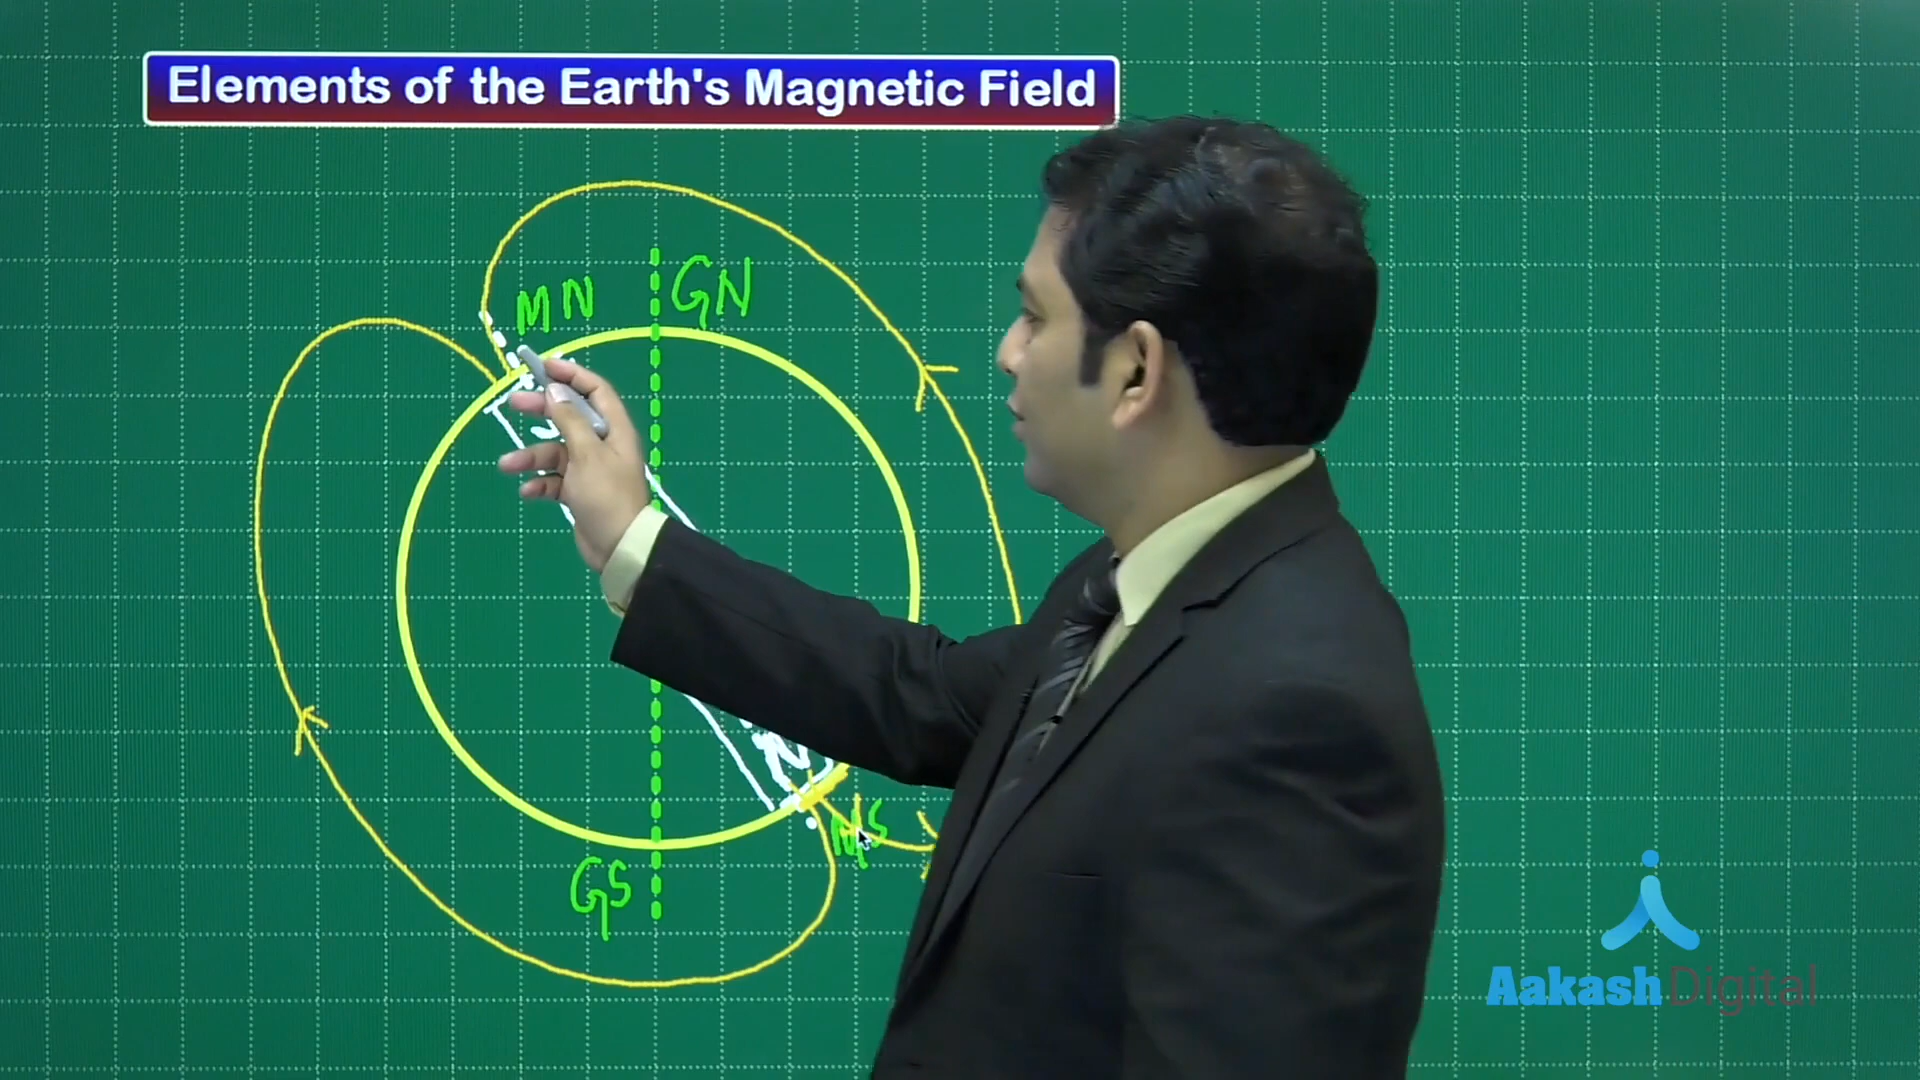 Elements of the Earth's Magnetic Field
MN
GN
S
N
MS
GS
Aakash Digital